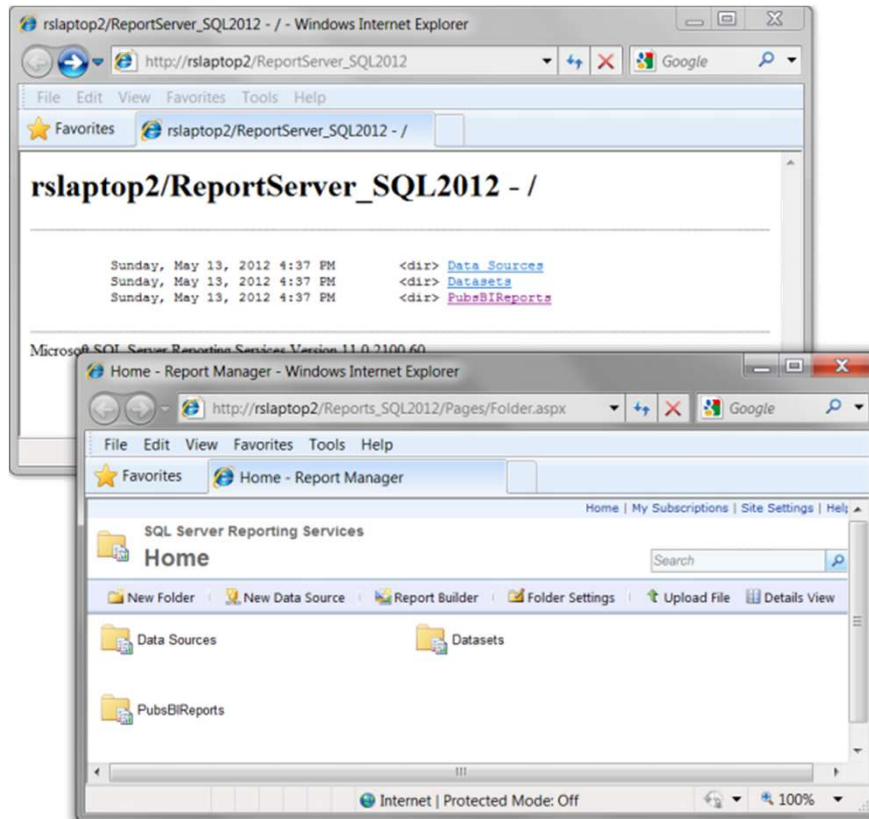 rslaptop2/ReportServer_SQL2012 - / - Windows Internet Explorer
http://rslaptop2/ReportServer_SQL2012
Google
File Edit View Favorites Tools Help
Favorites
rslaptop2/ReportServer_SQL2012 - /
rslaptop2/ReportServer_SQL2012 - /
Sunday, May 13, 2012 4:37 PM <dir> Data Sources
Sunday, May 13, 2012 4:37 PM <dir> Datasets
Sunday, May 13, 2012 4:37 PM <dir> PubsBIReports
Microsoft SQL Server Reporting Services Version 11.0.2100.60
Home - Report Manager - Windows Internet Explorer
http://rslaptop2/Reports_SQL2012/Pages/Folder.aspx
Google
File Edit View Favorites Tools Help
Favorites
Home - Report Manager
Home | My Subscriptions | Site Settings | Help
SQL Server Reporting Services
Home
Search
New Folder New Data Source Report Builder Folder Settings Upload File Details View
Data Sources Datasets
PubsBIReports
Internet | Protected Mode: Off 100%